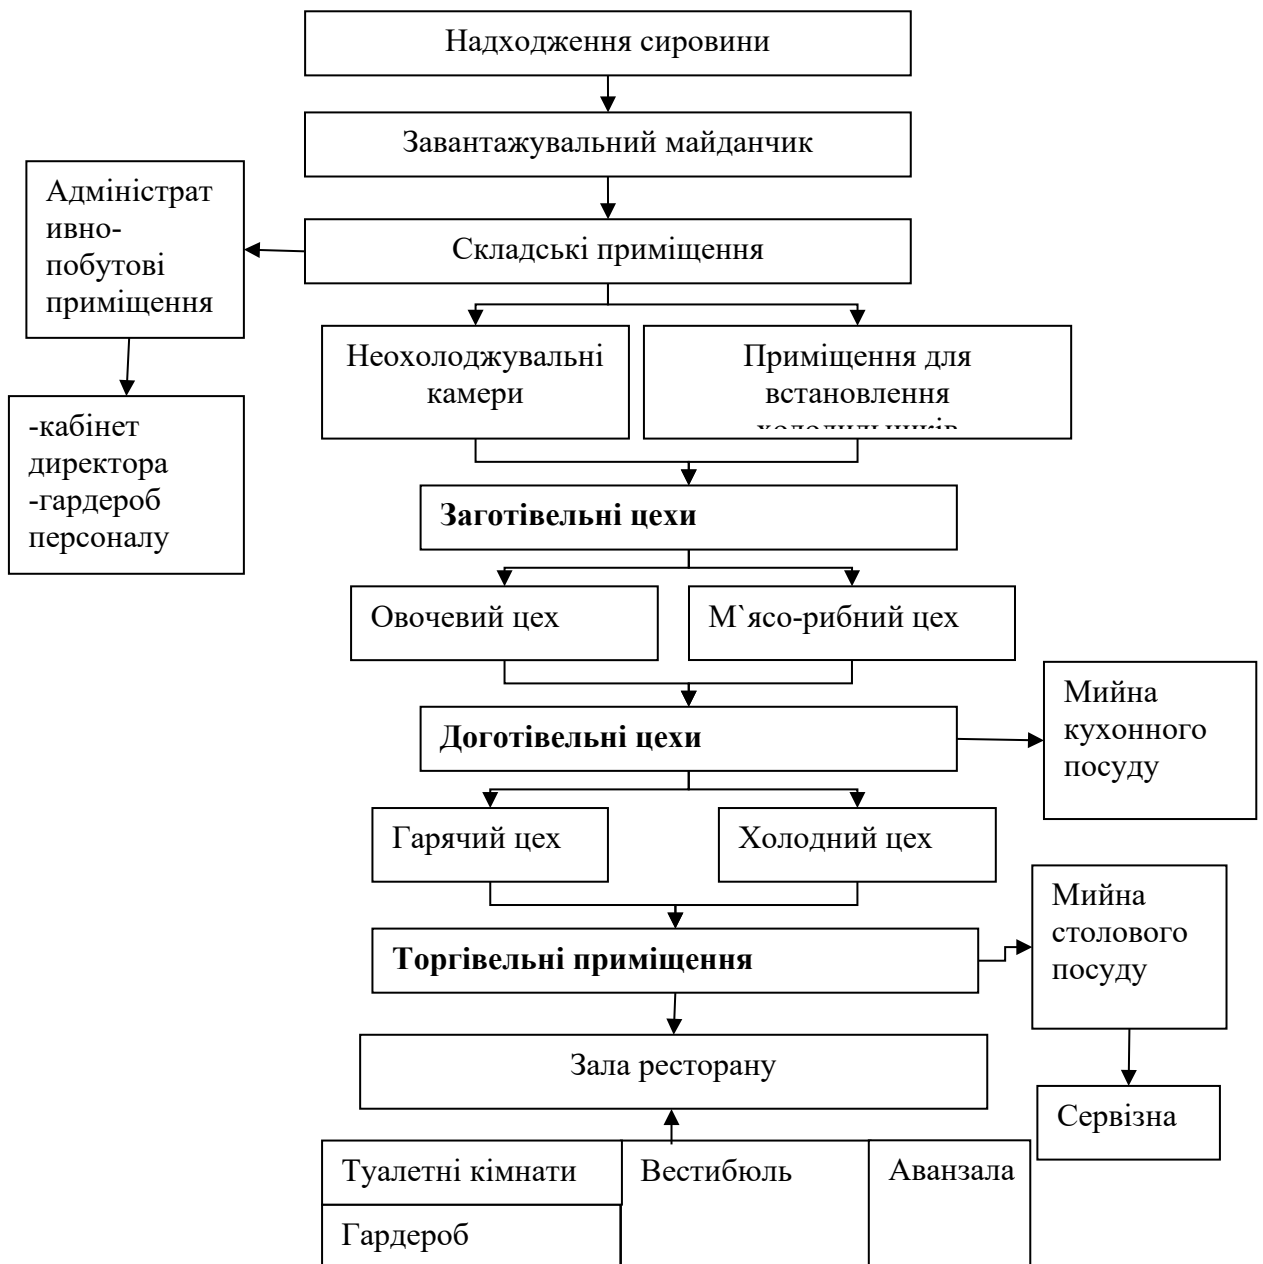 Надходження сировини
Завантажувальний майданчик
Адміністрат
ивно-
побутові
приміщення
Складські приміщення
Неохолоджувальні
камери
Приміщення для
встановлення
-кабінет
директора
-гардероб
персоналу
Заготівельні цехи
Овочевий цех
М`ясо-рибний цех
Доготівельні цехи
Мийна
кухонного
посуду
Гарячий цех
Холодний цех
Мийна
столового
посуду
Торгівельні приміщення
Зала ресторану
Сервізна
Туалетні кімнати
Вестибюль
Аванзала
Гардероб